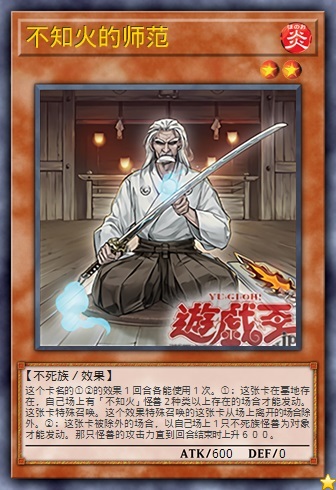 不知火的师范
炎
YU-GI-OH!
遊戯王
【不死族／效果】
这个卡名的①②的效果1回合各能使用1次。①：这张卡在墓地存
在，自己场上有「不知火」怪兽2种类以上存在的场合才能发动。
这张卡特殊召唤。这个效果特殊召唤的这张卡从场上离开的场合除
外。②：这张卡被除外的场合，以自己场上1只不死族怪兽为对象
才能发动。那只怪兽的攻击力直到回合结束时上升600。
ATK/600 DEF/0